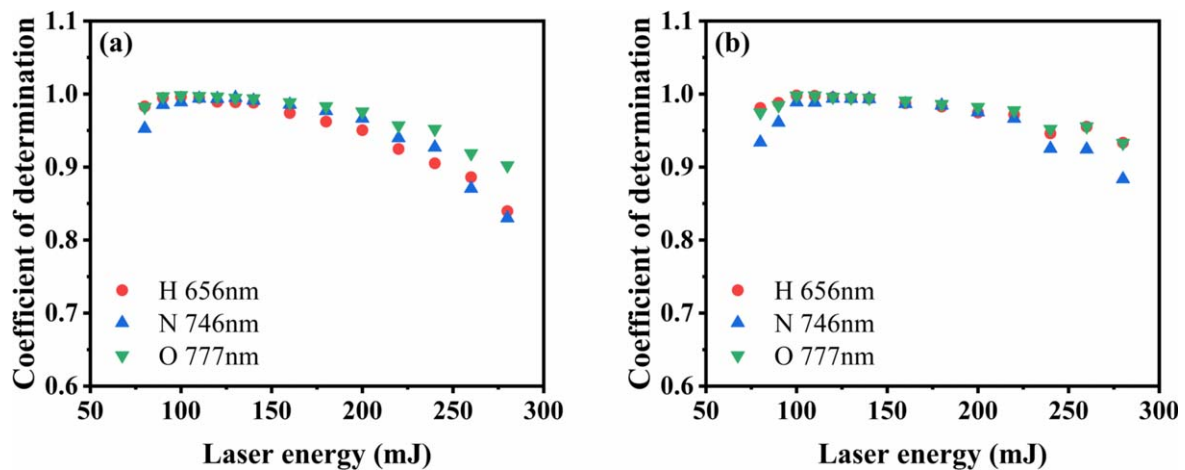 (a)
Coefficient of determination
1.1
1.0
0.9
0.8
0.7
0.6
H 656nm
N 746nm
O 777nm
50 100 150 200 250 300
Laser energy (mJ)
(b)
Coefficient of determination
1.1
1.0
0.9
0.8
0.7
0.6
H 656nm
N 746nm
O 777nm
50 100 150 200 250 300
Laser energy (mJ)